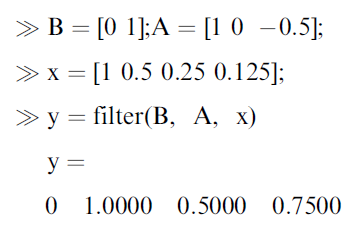 ≫ B = [0 1];A = [1 0 −0.5];
≫ x = [1 0.5 0.25 0.125];
≫ y = filter(B, A, x)
y =
0 1.0000 0.5000 0.7500